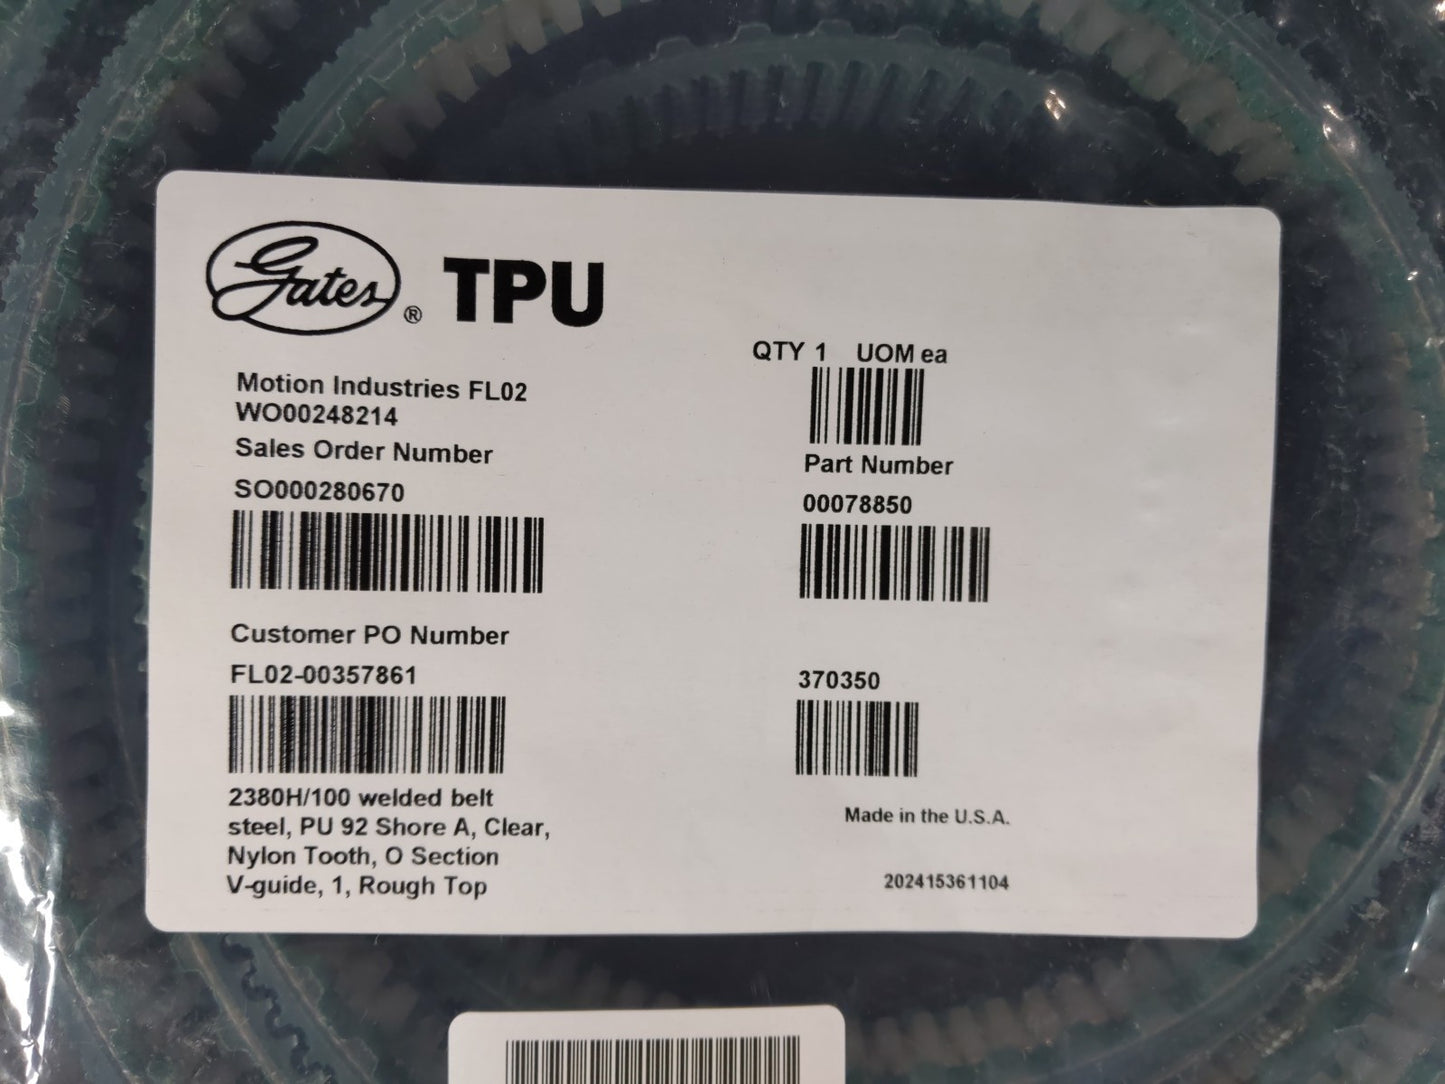 Gates® TPU
Motion Industries FL02
WO00248214
Sales Order Number
SO000280670
Customer PO Number
FL02-00357861
2380H/100 welded belt
steel, PU 92 Shore A, Clear,
Nylon Tooth, O Section
V-guide, 1, Rough Top
QTY 1 UOM ea
Part Number
00078850
370350
Made in the U.S.A.
202415361104